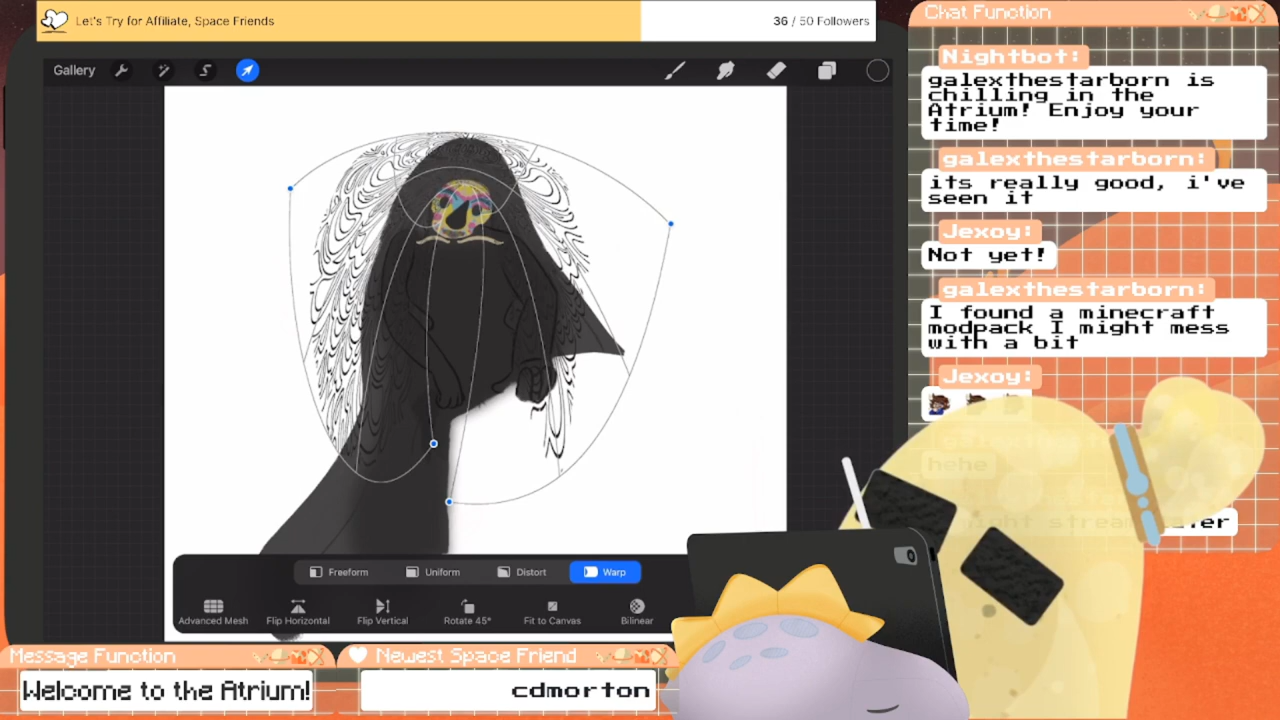 Let's Try for Affiliate, Space Friends
36 / 50 Followers
Gallery
Chat Function
Nightbot:
galexthestarborn is
chilling in the
Atrium! Enjoy your
time!
galexthestarborn:
its really good, i've
seen it
Jexoy:
Not yet!
galexthestarborn:
I found a minecraft
modpack I might mess
with a bit
Jexoy:
hehe
stream later
Freeform
Uniform
Distort
Warp
Advanced Mesh
Flip Horizontal
Flip Vertical
Rotate 45°
Fit to Canvas
Bilinear
Message Function
Newest Space Friend
Welcome to the Atrium!
cdmorton